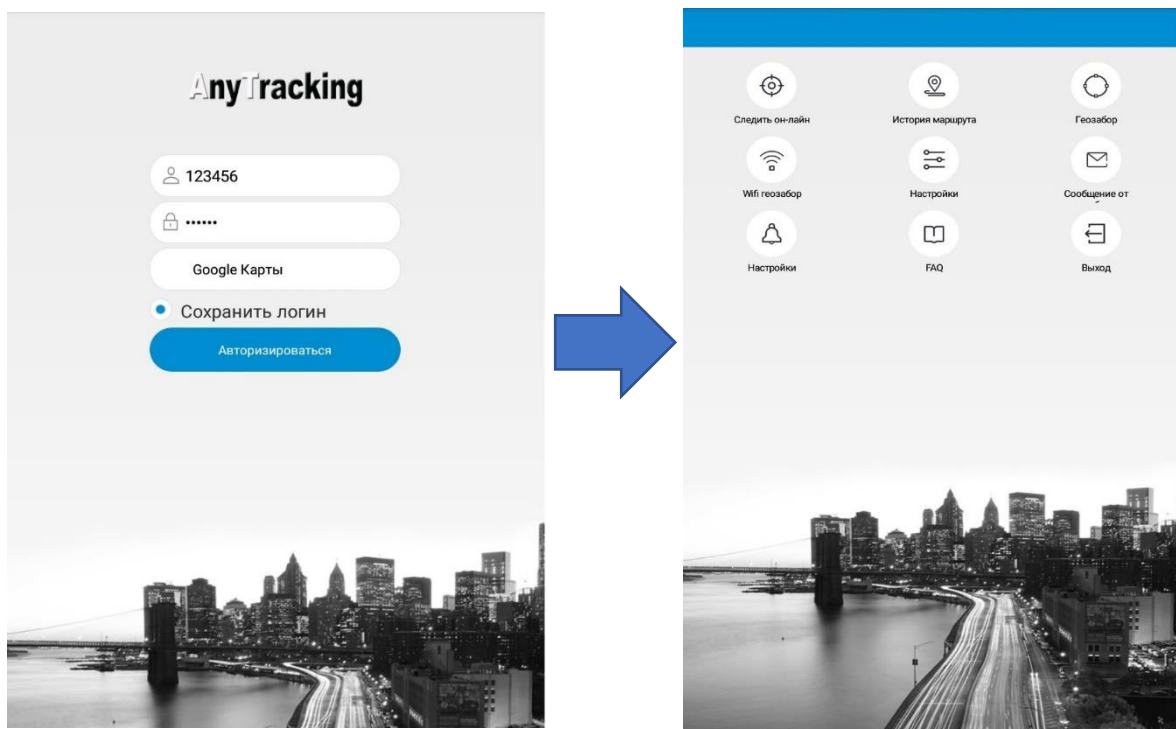 AnyTracking
123456
••••••
Google Карты
Сохранить логин
Авторизироваться
Следить он-лайн
История маршрута
Геозабор
Wifi геозабор
Настройки
Сообщение от
Настройки
FAQ
Выход